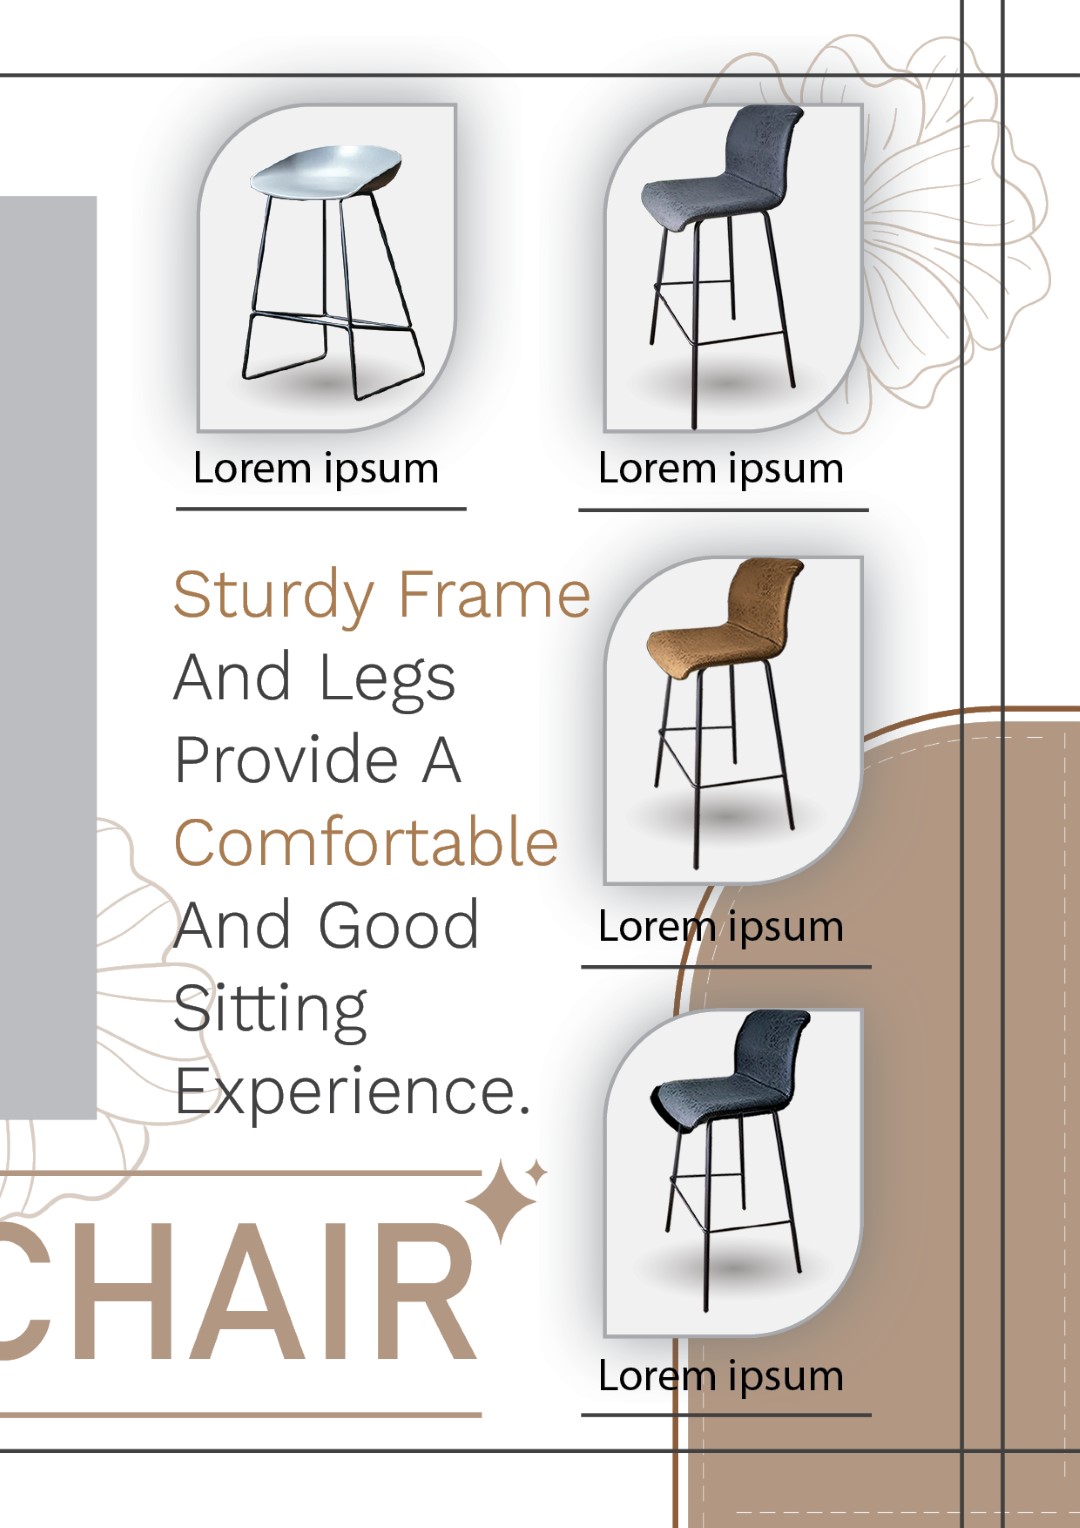 Lorem ipsum
Lorem ipsum
Sturdy Frame
And Legs
Provide A
Comfortable
And Good
Sitting
Experience.
Lorem ipsum
CHAIR
Lorem ipsum